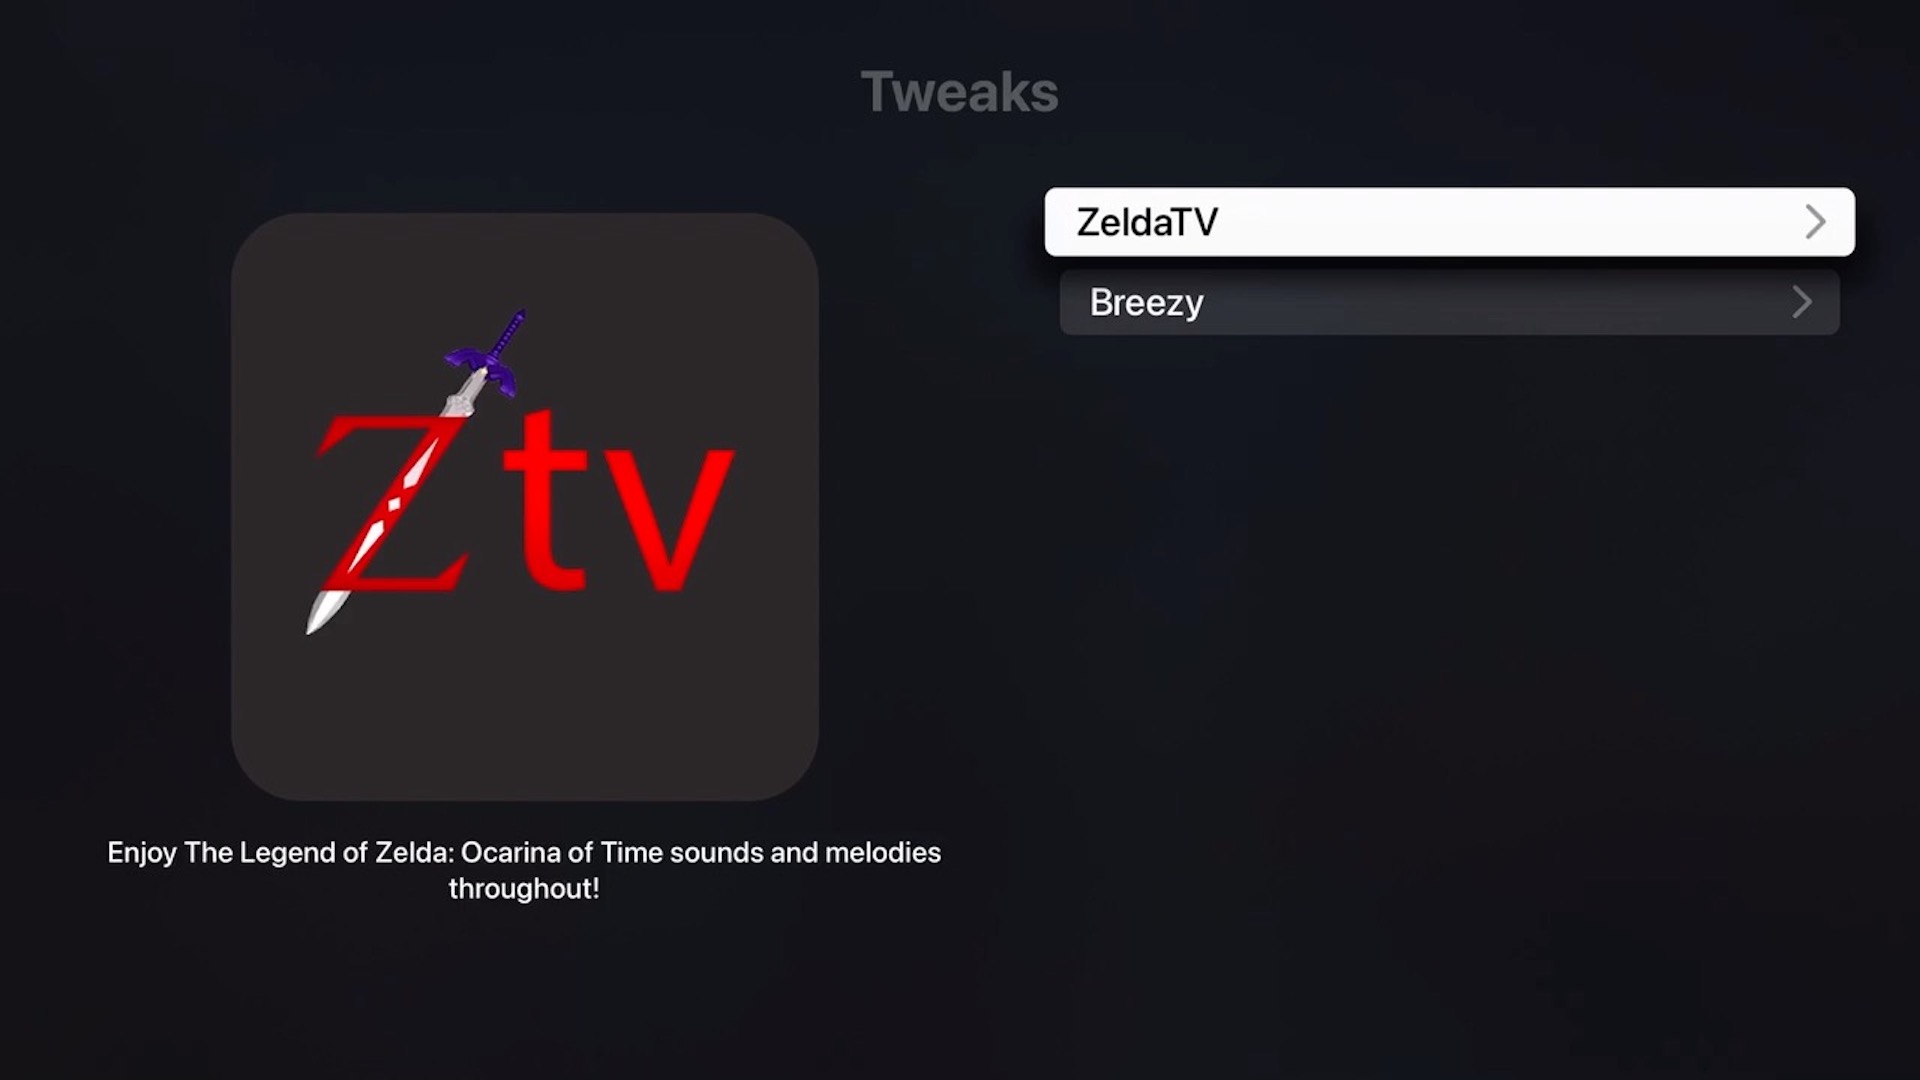 Tweaks
ZeldaTV
Breezy
Ztv
Enjoy The Legend of Zelda: Ocarina of Time sounds and melodies
throughout!